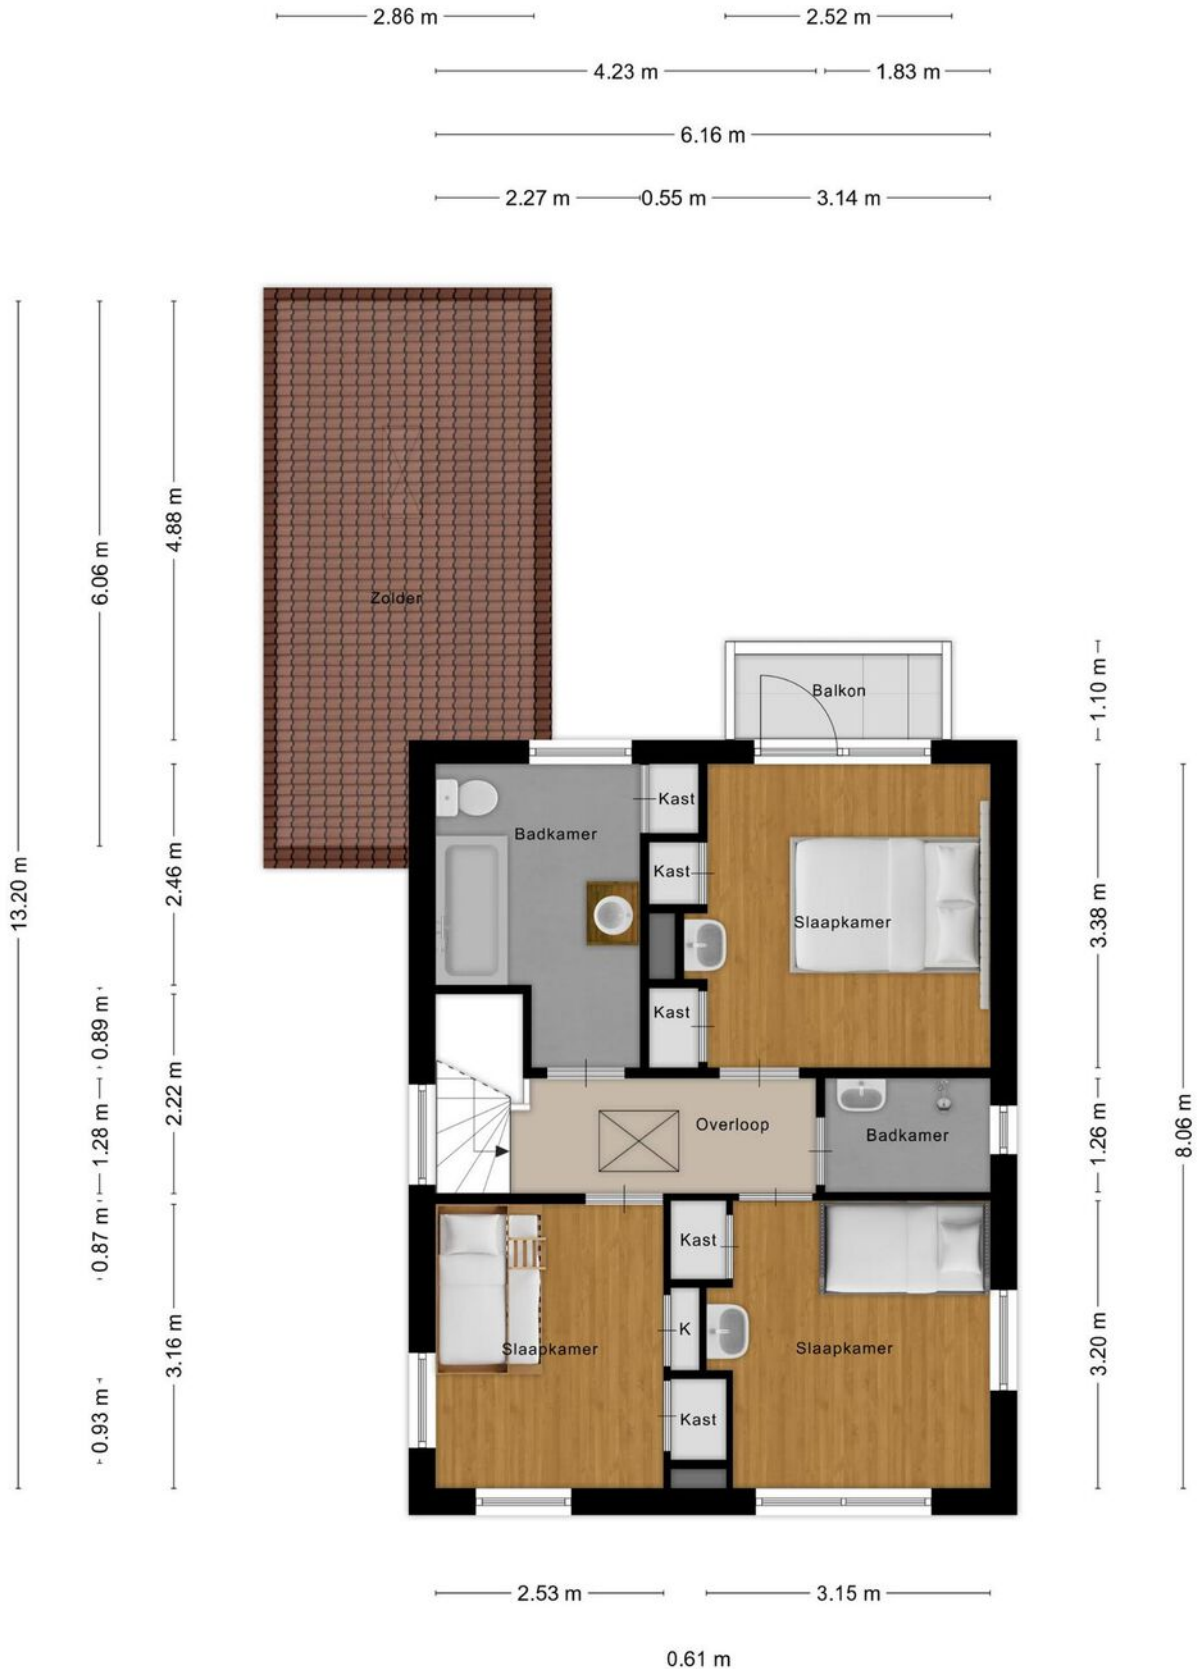 2.86 m
2.52 m
4.23 m
1.83 m
6.16 m
2.27 m
0.55 m
3.14 m
13.20 m
6.06 m
4.88 m
Zolder
Balkon
1.10 m
Badkamer
Kast
Kast
Slaapkamer
Kast
2.46 m
3.38 m
0.89 m
2.22 m
1.28 m
Overloop
Badkamer
1.26 m
8.06 m
0.87 m
Kast
K
Slaapkamer
Slaapkamer
Kast
3.16 m
3.20 m
0.93 m
2.53 m
3.15 m
0.61 m